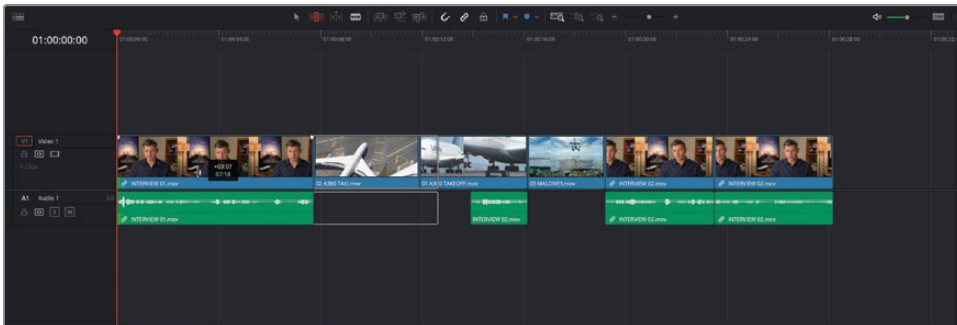 01:00:00:00
01:00:00:00 01:00:04:00 01:00:08:00 01:00:12:00 01:00:16:00 01:00:20:00 01:00:24:00 01:00:28:00
V1 Video 1
+03:07
07:18
INTERVIEW 01.mov 02 A380 TAXI.mov TAKEOFF.mov 03 MALDIVES.mov INTERVIEW 02.mov INTERVIEW 02.mov
A1 Audio 1 2.0
S M
INTERVIEW 01.mov INTERVIEW 02.mov INTERVIEW 02.mov INTERVIEW 02.mov